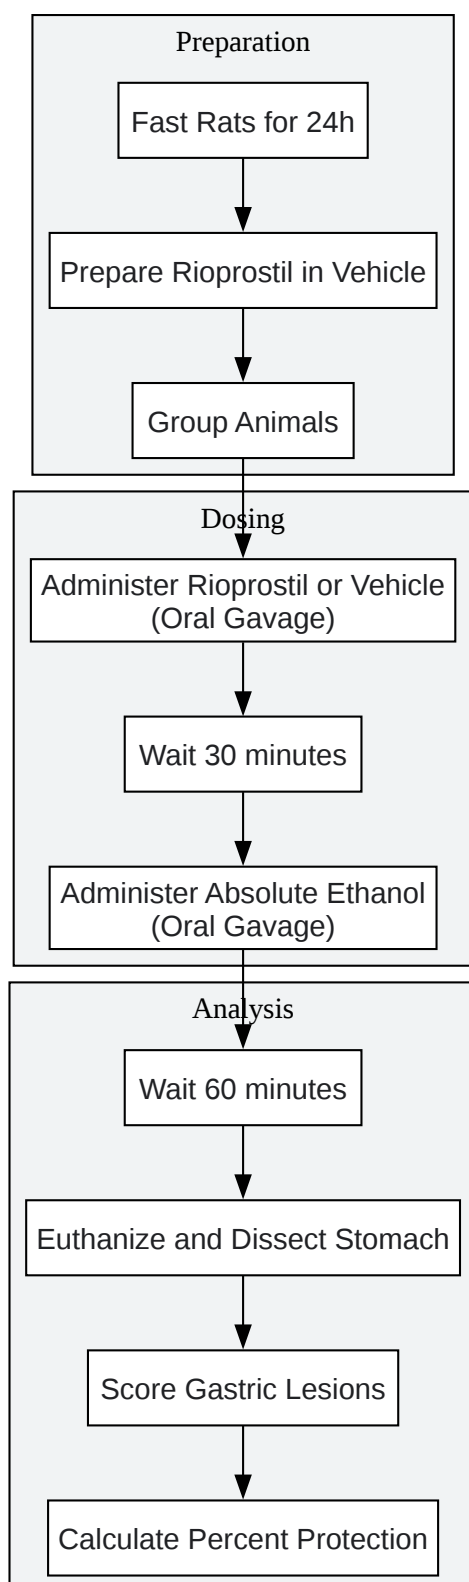 Preparation
Fast Rats for 24h
Prepare Rioprostil in Vehicle
Group Animals
Dosing
Administer Rioprostil or Vehicle
(Oral Gavage)
Wait 30 minutes
Administer Absolute Ethanol
(Oral Gavage)
Analysis
Wait 60 minutes
Euthanize and Dissect Stomach
Score Gastric Lesions
Calculate Percent Protection